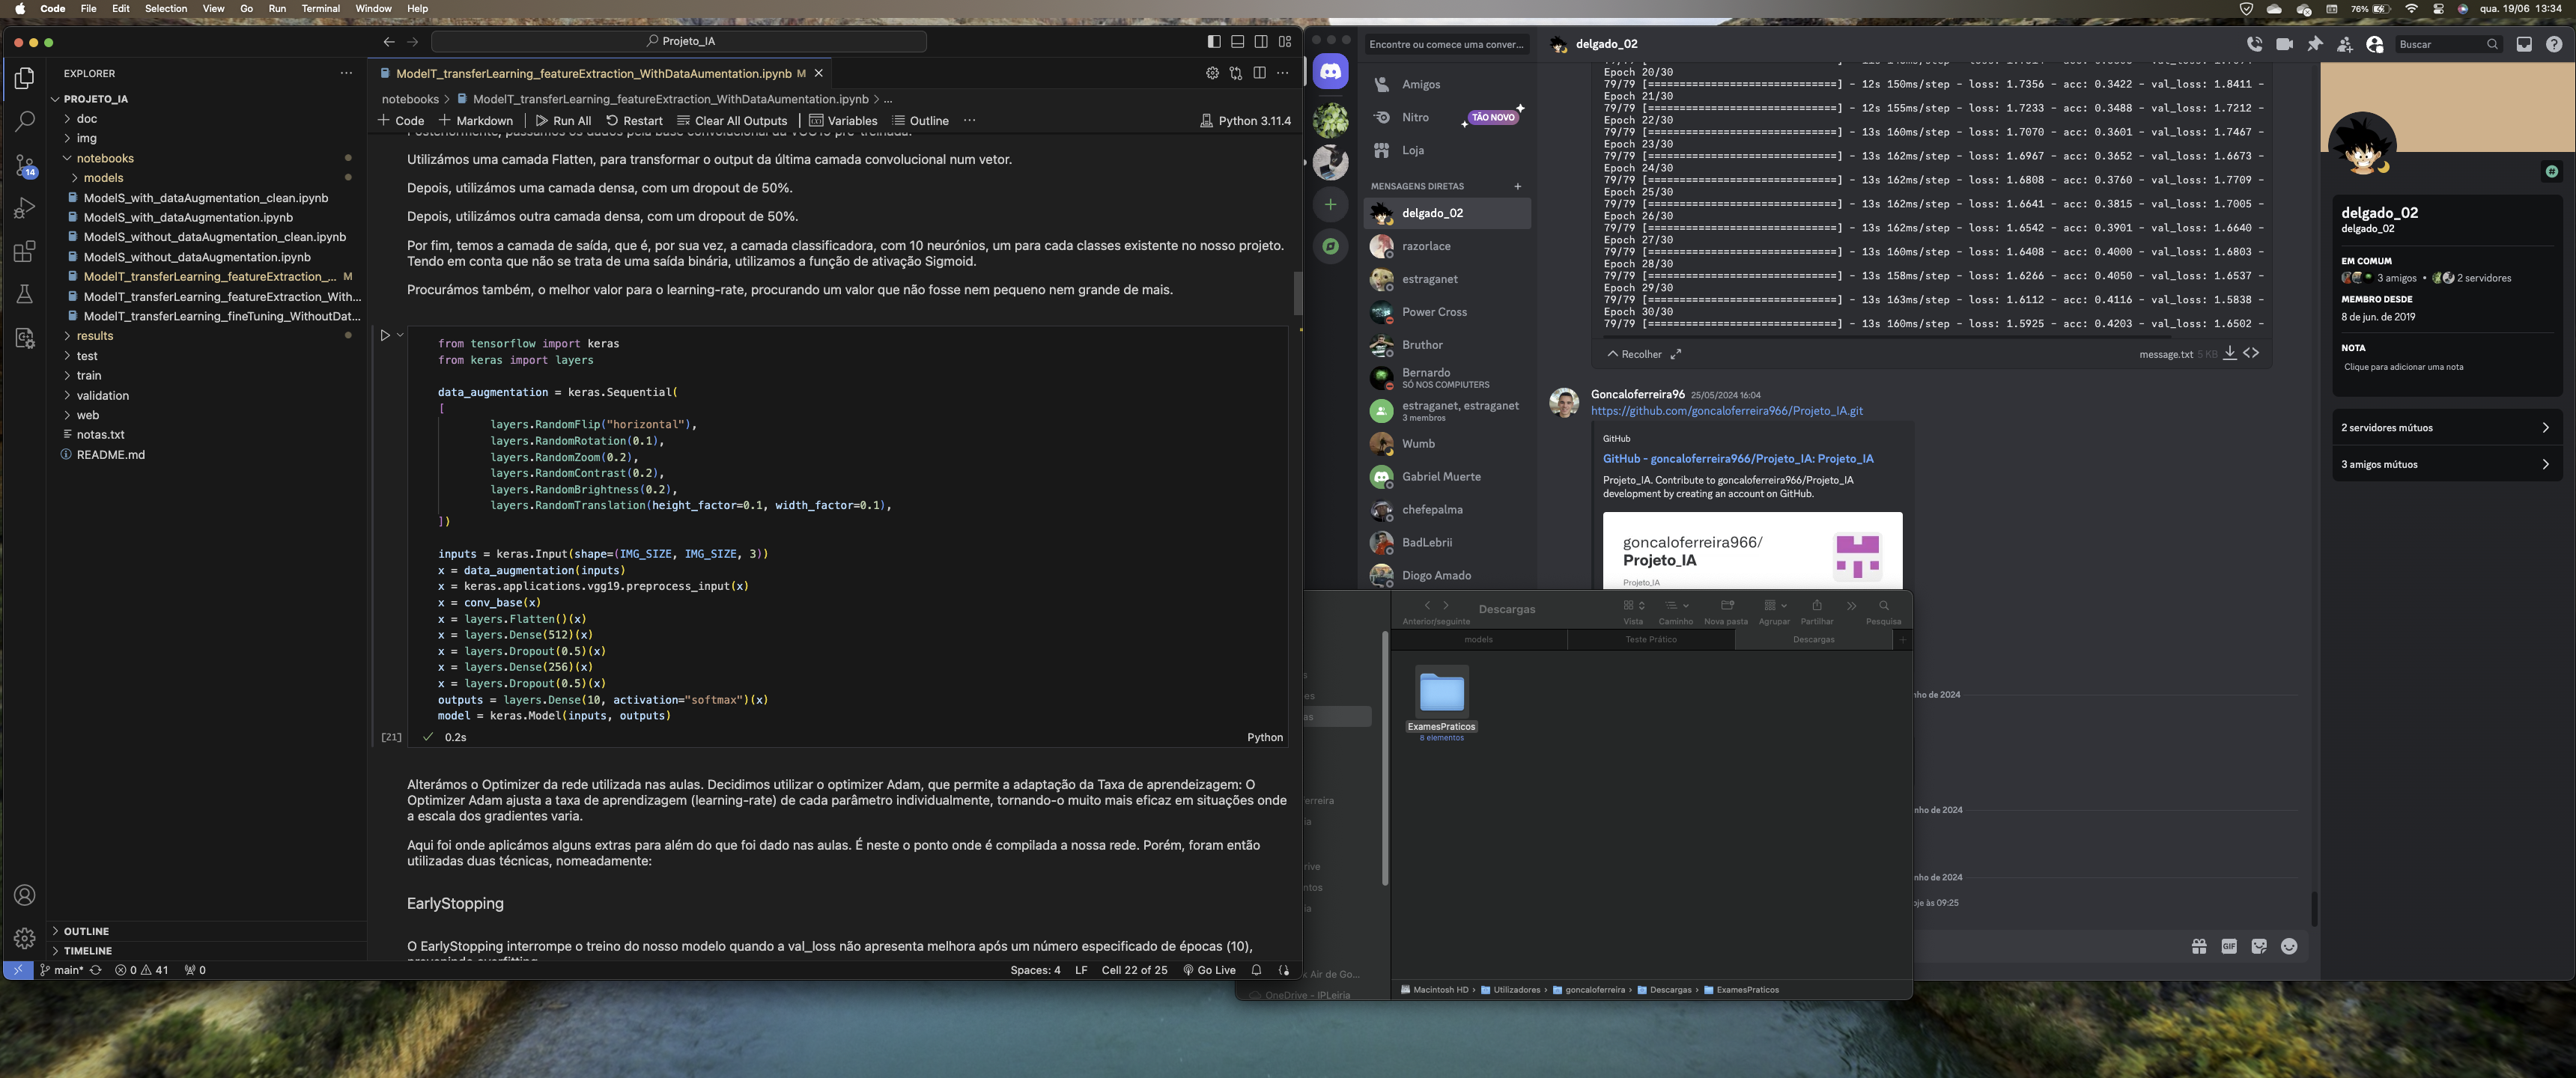 Code File Edit Selection View Go Run Terminal Window Help
76% qua. 19/06 13:34
Projeto_IA
EXPLORER
PROJETO_IA
doc
img
notebooks
models
ModelS_with_dataAugmentation_clean.ipynb
ModelS_with_dataAugmentation.ipynb
ModelS_without_dataAugmentation_clean.ipynb
ModelS_without_dataAugmentation.ipynb
ModelT_transferLearning_featureExtraction_... M
ModelT_transferLearning_featureExtraction_With...
ModelT_transferLearning_fineTuning_WithoutDat...
results
test
train
validation
web
notas.txt
README.md
14
OUTLINE
TIMELINE
ModelT_transferLearning_featureExtraction_WithDataAumentation.ipynb M
notebooks > ModelT_transferLearning_featureExtraction_WithDataAumentation.ipynb > ...
Code Markdown Run All Restart Clear All Outputs Variables Outline ... Python 3.11.4
Utilizámos uma camada Flatten, para transformar o output da última camada convolucional num vetor.
Depois, utilizámos uma camada densa, com um dropout de 50%.
Depois, utilizámos outra camada densa, com um dropout de 50%.
Por fim, temos a camada de saída, que é, por sua vez, a camada classificadora, com 10 neurónios, um para cada classes existente no nosso projeto.
Tendo em conta que não se trata de uma saída binária, utilizamos a função de ativação Sigmoid.
Procurámos também, o melhor valor para o learning-rate, procurando um valor que não fosse nem pequeno nem grande de mais.
from tensorflow import keras
from keras import layers
data_augmentation = keras.Sequential(
[
layers.RandomFlip("horizontal"),
layers.RandomRotation(0.1),
layers.RandomZoom(0.2),
layers.RandomContrast(0.2),
layers.RandomBrightness(0.2),
layers.RandomTranslation(height_factor=0.1, width_factor=0.1),
])
inputs = keras.Input(shape=(IMG_SIZE, IMG_SIZE, 3))
x = data_augmentation(inputs)
x = keras.applications.vgg19.preprocess_input(x)
x = conv_base(x)
x = layers.Flatten()(x)
x = layers.Dense(512)(x)
x = layers.Dropout(0.5)(x)
x = layers.Dense(256)(x)
x = layers.Dropout(0.5)(x)
outputs = layers.Dense(10, activation="softmax")(x)
model = keras.Model(inputs, outputs)
[21] 0.2s Python
Alterámos o Optimizer da rede utilizada nas aulas. Decidimos utilizar o optimizer Adam, que permite a adaptação da Taxa de aprendeizagem: O
Optimizer Adam ajusta a taxa de aprendizagem (learning-rate) de cada parâmetro individualmente, tornando-o muito mais eficaz em situações onde
a escala dos gradientes varia.
Aqui foi onde aplicámos alguns extras para além do que foi dado nas aulas. É neste o ponto onde é compilada a nossa rede. Porém, foram então
utilizadas duas técnicas, nomeadamente:
EarlyStopping
O EarlyStopping interrompe o treino do nosso modelo quando a val_loss não apresenta melhora após um número especificado de épocas (10),
main* 0 41 0 Spaces: 4 LF Cell 22 of 25 Go Live
Encontre ou comece uma conver...
Amigos
Nitro TÃO NOVO
Loja
MENSAGENS DIRETAS +
delgado_02
razorlace
estraganet
Power Cross
Bruthor
Bernardo
SÓ NOS COMPIUTERS
estraganet, estraganet
3 membros
Wumb
Gabriel Muerte
chefepalma
BadLebrii
Diogo Amado
delgado_02
Buscar
Epoch 20/30
79/79 [==============================] - 12s 150ms/step - loss: 1.7356 - acc: 0.3422 - val_loss: 1.8411 -
Epoch 21/30
79/79 [==============================] - 12s 155ms/step - loss: 1.7233 - acc: 0.3488 - val_loss: 1.7212 -
Epoch 22/30
79/79 [==============================] - 13s 160ms/step - loss: 1.7070 - acc: 0.3601 - val_loss: 1.7467 -
Epoch 23/30
79/79 [==============================] - 13s 162ms/step - loss: 1.6967 - acc: 0.3652 - val_loss: 1.6673 -
Epoch 24/30
79/79 [==============================] - 13s 162ms/step - loss: 1.6808 - acc: 0.3760 - val_loss: 1.7709 -
Epoch 25/30
79/79 [==============================] - 13s 162ms/step - loss: 1.6641 - acc: 0.3815 - val_loss: 1.7005 -
Epoch 26/30
79/79 [==============================] - 13s 162ms/step - loss: 1.6542 - acc: 0.3901 - val_loss: 1.6640 -
Epoch 27/30
79/79 [==============================] - 13s 160ms/step - loss: 1.6408 - acc: 0.4000 - val_loss: 1.6803 -
Epoch 28/30
79/79 [==============================] - 13s 158ms/step - loss: 1.6266 - acc: 0.4050 - val_loss: 1.6537 -
Epoch 29/30
79/79 [==============================] - 13s 163ms/step - loss: 1.6112 - acc: 0.4116 - val_loss: 1.5838 -
Epoch 30/30
79/79 [==============================] - 13s 160ms/step - loss: 1.5925 - acc: 0.4203 - val_loss: 1.6502 -
Recolher message.txt 5 KB
Goncaloferreira96 25/05/2024 16:04
https://github.com/goncaloferreira966/Projeto_IA.git
GitHub
GitHub - goncaloferreira966/Projeto_IA: Projeto_IA
Projeto_IA. Contribute to goncaloferreira966/Projeto_IA
development by creating an account on GitHub.
goncaloferreira966/
Projeto_IA
Projeto_IA
nho de 2024
nho de 2024
nho de 2024
oje às 09:25
GIF
delgado_02
delgado_02
EM COMUM
3 amigos • 2 servidores
MEMBRO DESDE
8 de jun. de 2019
NOTA
Clique para adicionar uma nota
2 servidores mútuos
3 amigos mútuos
Descargas
Anterior/seguinte Vista Caminho Nova pasta Agrupar Partilhar Pesquisa
models Teste Prático Descargas
ExamesPraticos
8 elementos
Air de Go...
OneDrive – IPLeiria
Macintosh HD > Utilizadores > goncaloferreira > Descargas > ExamesPraticos